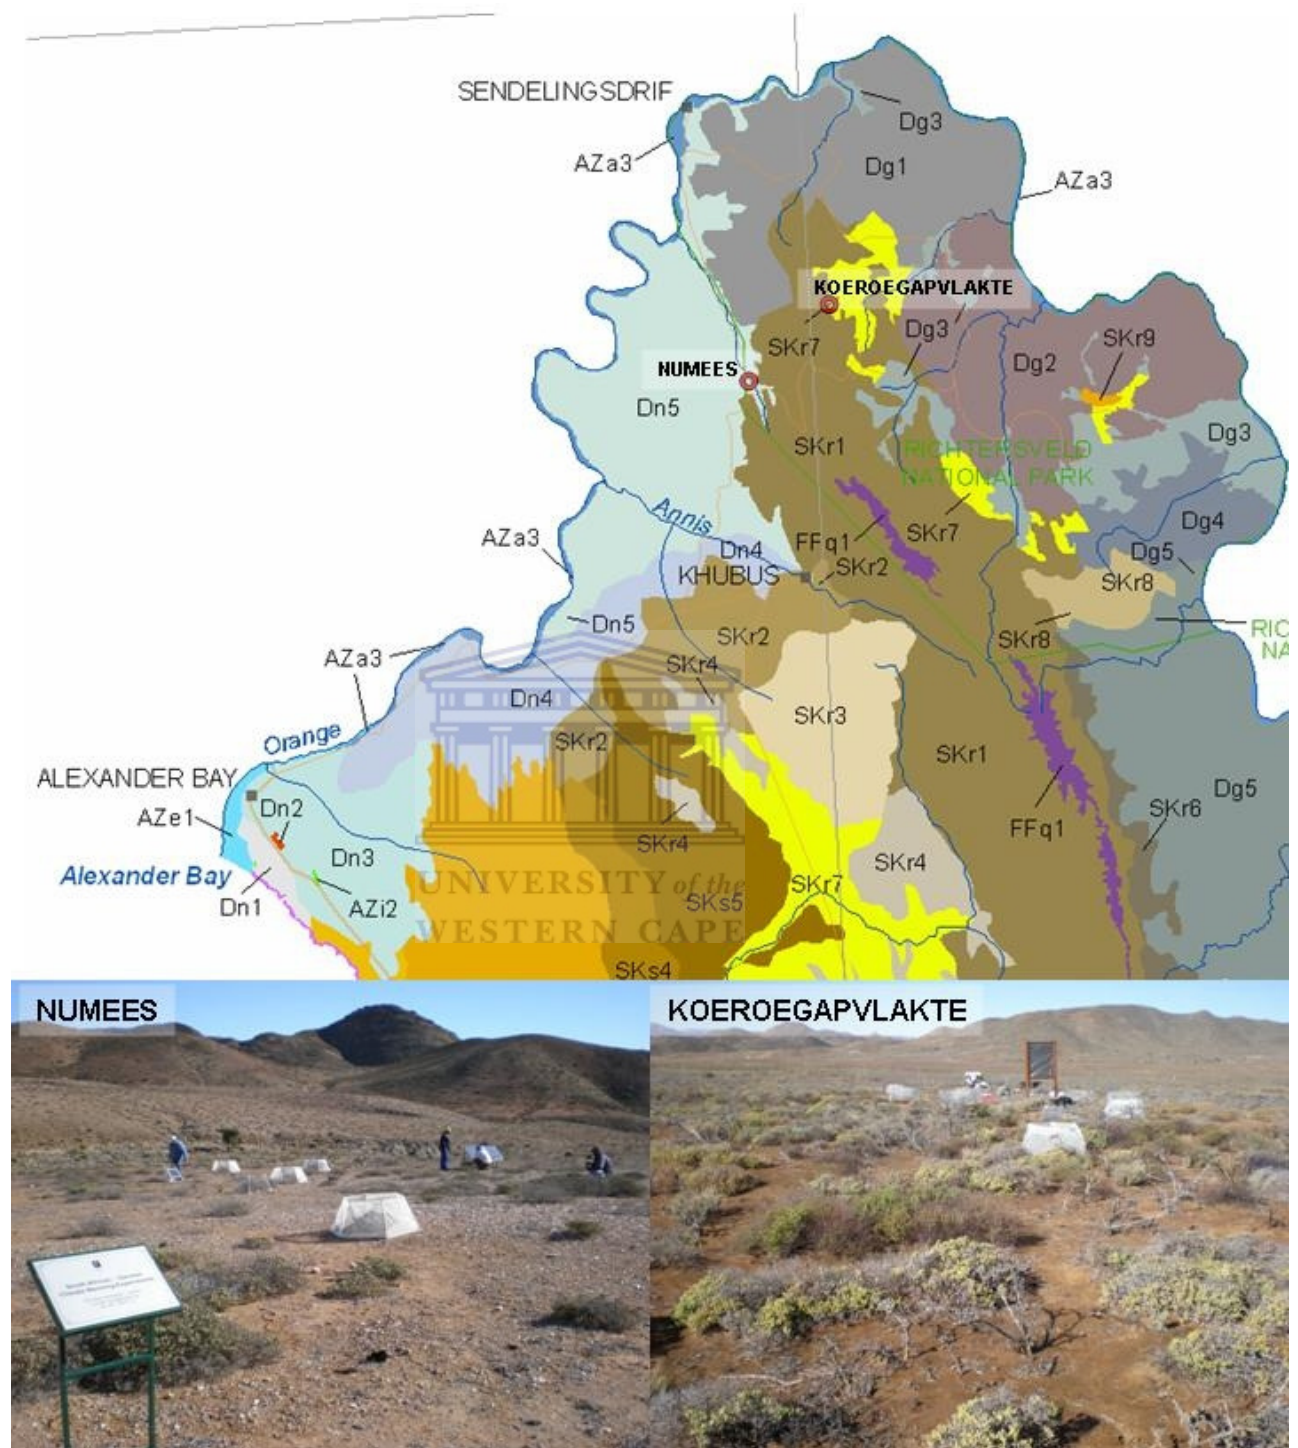 SENDELINGSDRIF
Dg3
AZa3
Dg1
AZa3
KOEROEGAPVLAKTE
SKr7
Dg3
SKr9
NUMEES
Dg2
Dn5
Dg3
SKr1
RICHTERSVELD
NATIONAL PARK
Annis
SKr7
Dg4
AZa3
FFq1
Dn4
Dg5
KHUBUS
SKr2
SKr8
Dn5
SKr2
SKr8
RIC
NA
AZa3
SKr4
Dn4
SKr3
Orange
SKr2
SKr1
ALEXANDER BAY
Dg5
AZe1
Dn2
FFq1
SKr6
Dn3
SKr4
SKr4
Alexander Bay
Dn1
AZi2
UNIVERSITY of the
SKr7
SKs5
WESTERN CAPE
SKs4
NUMEES
KOEROEGAPVLAKTE